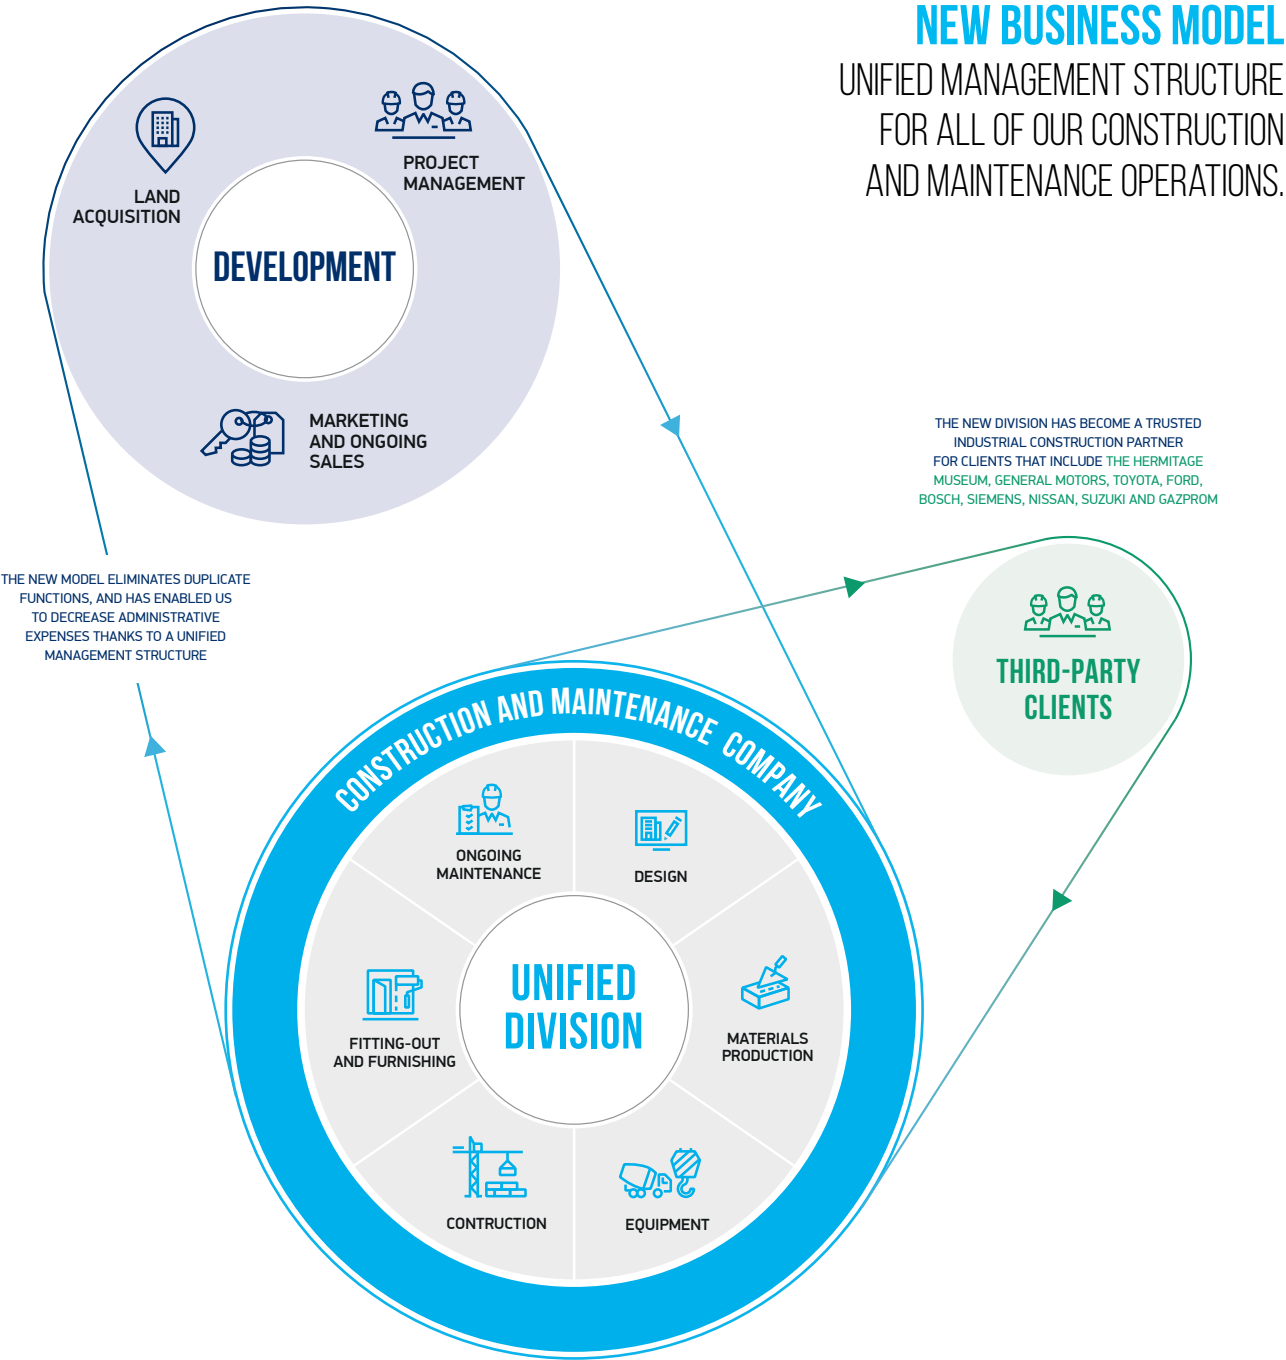 NEW BUSINESS MODEL
UNIFIED MANAGEMENT STRUCTURE
FOR ALL OF OUR CONSTRUCTION
AND MAINTENANCE OPERATIONS.
PROJECT
MANAGEMENT
LAND
ACQUISITION
DEVELOPMENT
MARKETING
AND ONGOING
SALES
THE NEW DIVISION HAS BECOME A TRUSTED
INDUSTRIAL CONSTRUCTION PARTNER
FOR CLIENTS THAT INCLUDE THE HERMITAGE
MUSEUM, GENERAL MOTORS, TOYOTA, FORD,
BOSCH, SIEMENS, NISSAN, SUZUKI AND GAZPROM
THE NEW MODEL ELIMINATES DUPLICATE
FUNCTIONS, AND HAS ENABLED US
TO DECREASE ADMINISTRATIVE
EXPENSES THANKS TO A UNIFIED
MANAGEMENT STRUCTURE
THIRD-PARTY
CLIENTS
CONSTRUCTION AND MAINTENANCE COMPANY
ONGOING
MAINTENANCE
DESIGN
UNIFIED
DIVISION
FITTING-OUT
AND FURNISHING
MATERIALS
PRODUCTION
CONTRUCTION
EQUIPMENT